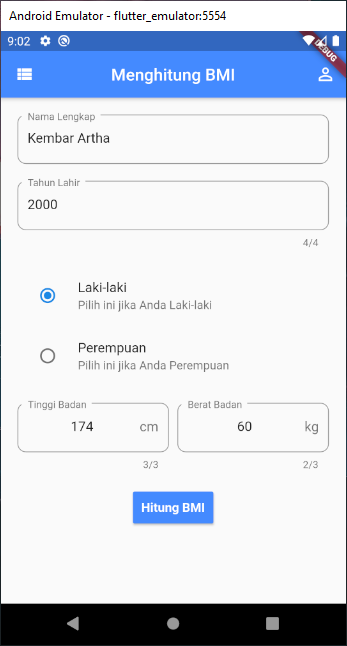 Android Emulator - flutter_emulator:5554
9:02
DEBUG
Menghitung BMI
Nama Lengkap
Kembar Artha
Tahun Lahir
2000
4/4
Laki-laki
Pilih ini jika Anda Laki-laki
Perempuan
Pilih ini jika Anda Perempuan
Tinggi Badan Berat Badan
174 cm 60 kg
3/3 2/3
Hitung BMI